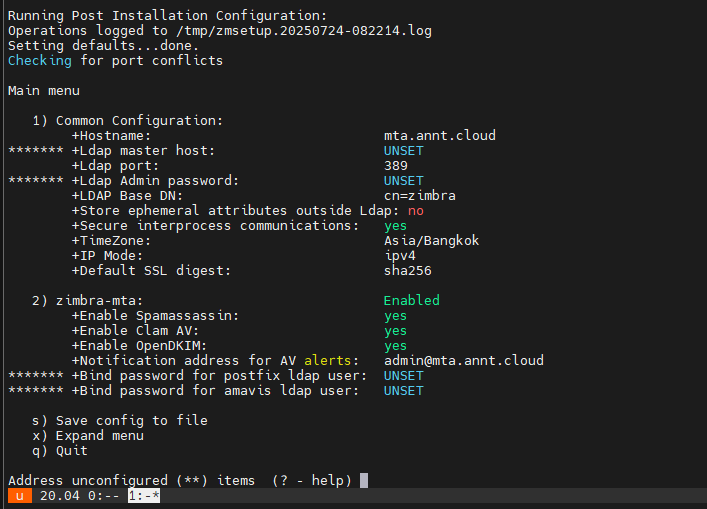 Running Post Installation Configuration:
Operations logged to /tmp/zmsetup.20250724-082214.log
Setting defaults...done.
Checking for port conflicts
Main menu
1) Common Configuration:
+Hostname: mta.annt.cloud
******* +Ldap master host: UNSET
+Ldap port: 389
******* +Ldap Admin password: UNSET
+LDAP Base DN: cn=zimbra
+Store ephemeral attributes outside Ldap: no
+Secure interprocess communications: yes
+TimeZone: Asia/Bangkok
+IP Mode: ipv4
+Default SSL digest: sha256
2) zimbra-mta: Enabled
+Enable Spamassassin: yes
+Enable Clam AV: yes
+Enable OpenDKIM: yes
+Notification address for AV alerts: admin@mta.annt.cloud
******* +Bind password for postfix ldap user: UNSET
******* +Bind password for amavis ldap user: UNSET
s) Save config to file
x) Expand menu
q) Quit
Address unconfigured (**) items (? - help)
u 20.04 0:-- 1:-*